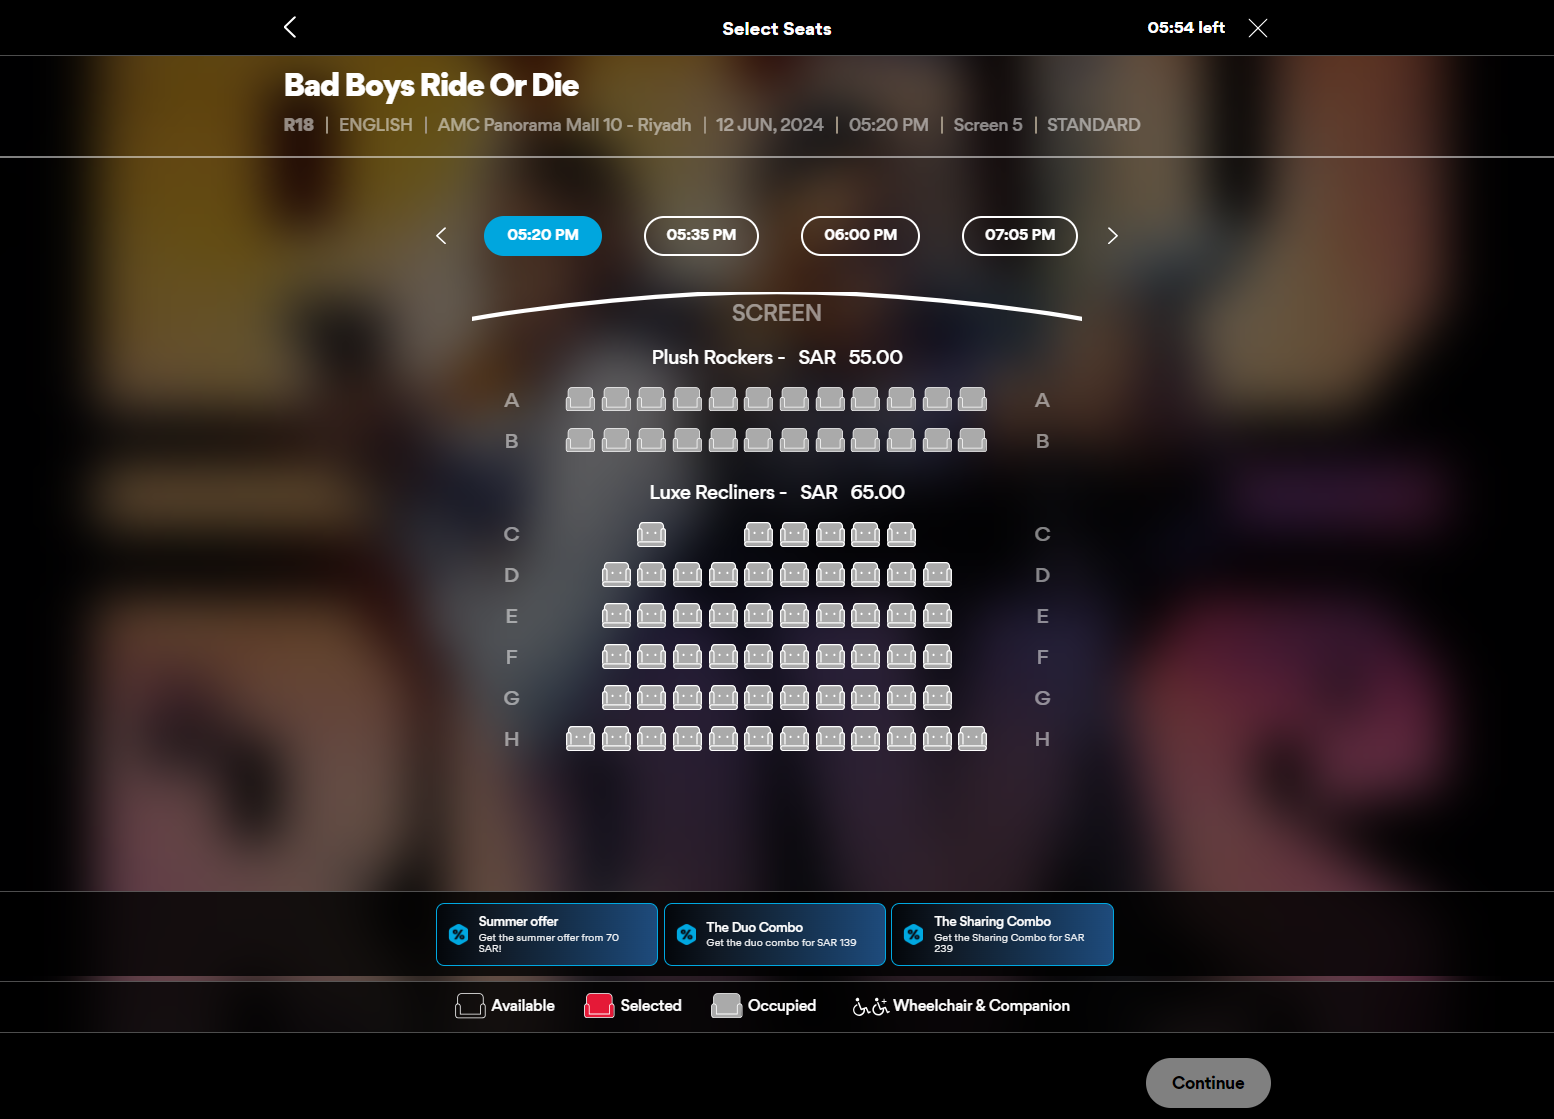 Select Seats
05:54 left
Bad Boys Ride Or Die
R18 | ENGLISH | AMC Panorama Mall 10 - Riyadh | 12 JUN, 2024 | 05:20 PM | Screen 5 | STANDARD
05:20 PM 05:35 PM 06:00 PM 07:05 PM
SCREEN
Plush Rockers - SAR 55.00
A A
B B
Luxe Recliners - SAR 65.00
C C
D D
E E
F F
G G
H H
Summer offer
Get the summer offer from 70
SAR!
The Duo Combo
Get the duo combo for SAR 139
The Sharing Combo
Get the Sharing Combo for SAR
239
Available Selected Occupied Wheelchair & Companion
Continue